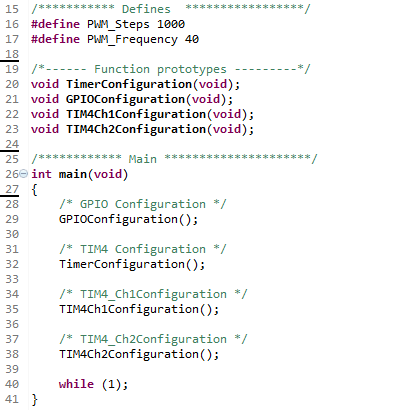 15 /*********** Defines *****************/
16 #define PWM_Steps 1000
17 #define PWM_Frequency 40
18
19 /*------ Function prototypes ---------*/
20 void TimerConfiguration(void);
21 void GPIOConfiguration(void);
22 void TIM4Ch1Configuration(void);
23 void TIM4Ch2Configuration(void);
24
25 /************ Main *********************/
26 int main(void)
27 {
28     /* GPIO Configuration */
29     GPIOConfiguration();
30
31     /* TIM4 Configuration */
32     TimerConfiguration();
33
34     /* TIM4_Ch1Configuration */
35     TIM4Ch1Configuration();
36
37     /* TIM4_Ch2Configuration */
38     TIM4Ch2Configuration();
39
40     while (1);
41 }